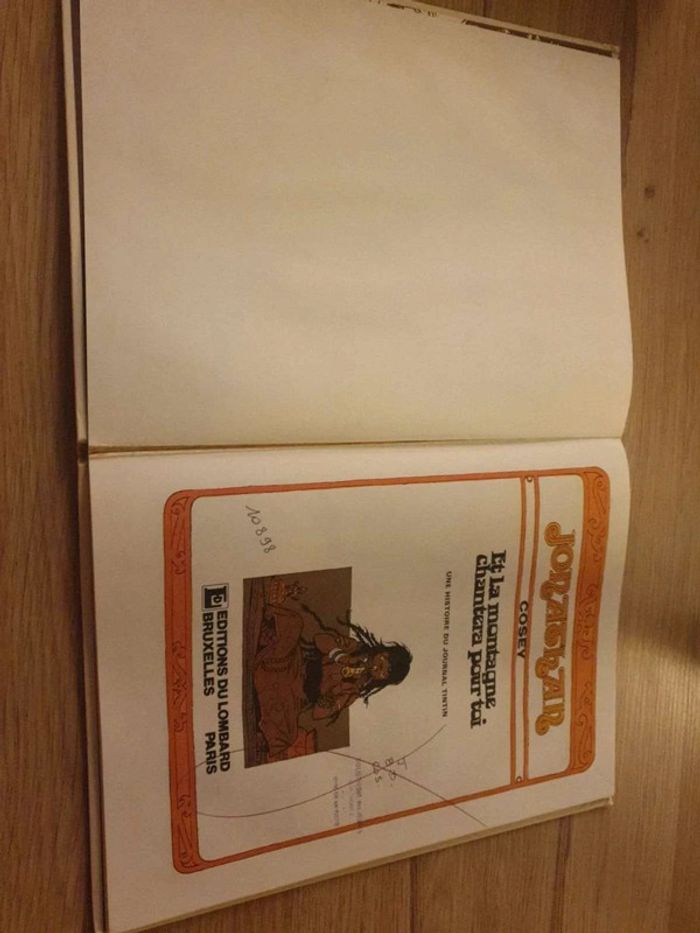 JONATHAN
COSEY
Et la montagne
chantera pour toi
UNE HISTOIRE DU JOURNAL TINTIN
J
B.D.
COS
10898
EDITIONS DU LOMBARD
BRUXELLES PARIS